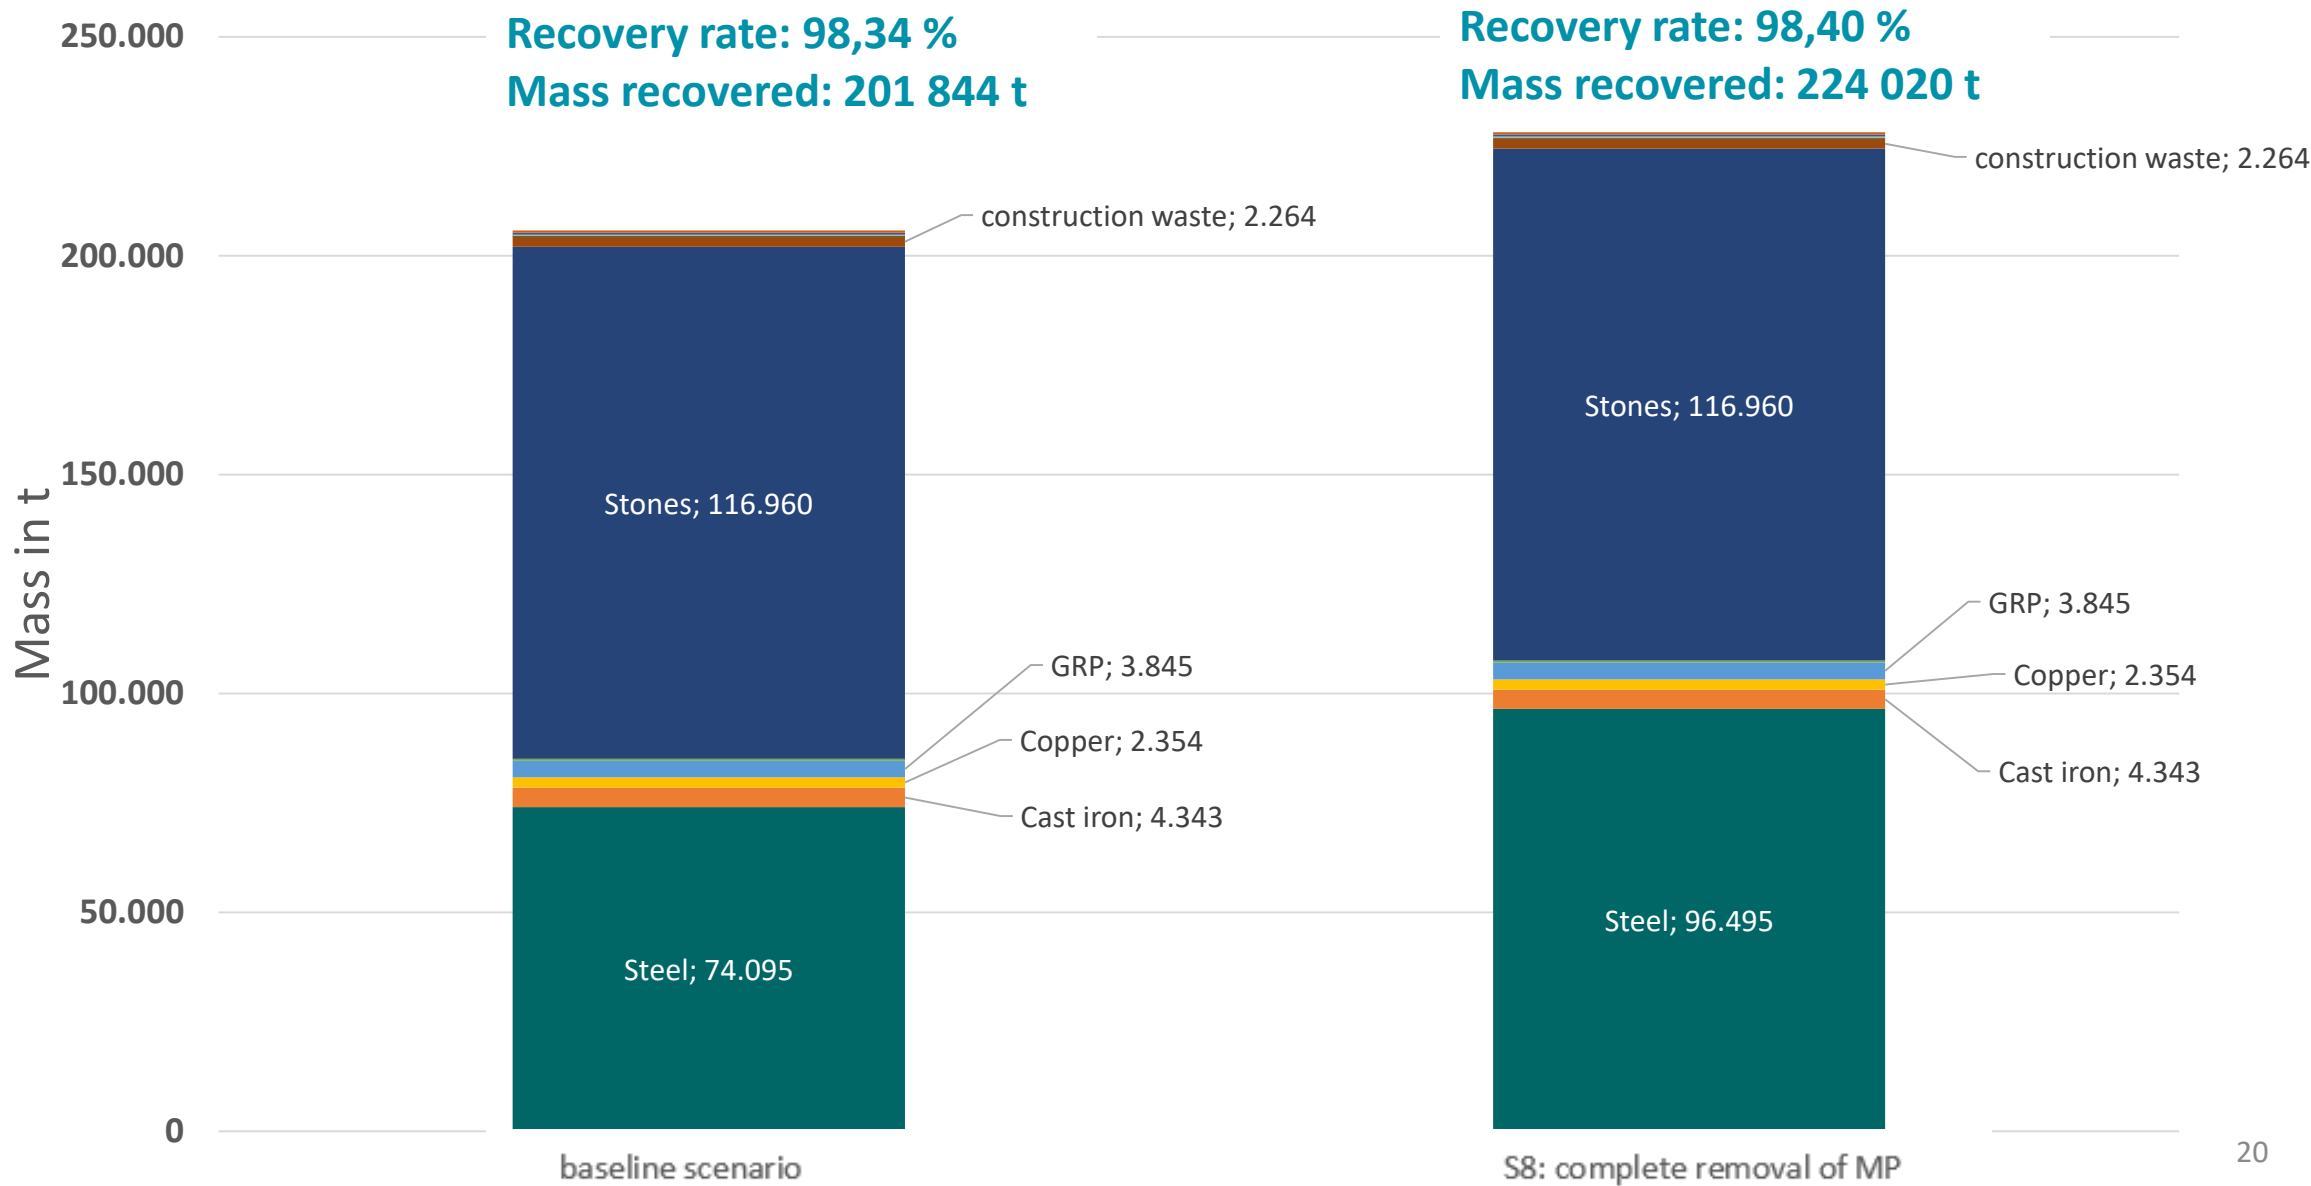 Recovery rate: 98,34 %
Mass recovered: 201 844 t
Recovery rate: 98,40 %
Mass recovered: 224 020 t
Mass in t
250.000
200.000
150.000
100.000
50.000
0
construction waste; 2.264
Stones; 116.960
GRP; 3.845
Copper; 2.354
Cast iron; 4.343
Steel; 74.095
baseline scenario
construction waste; 2.264
Stones; 116.960
GRP; 3.845
Copper; 2.354
Cast iron; 4.343
Steel; 96.495
S8: complete removal of MP
20